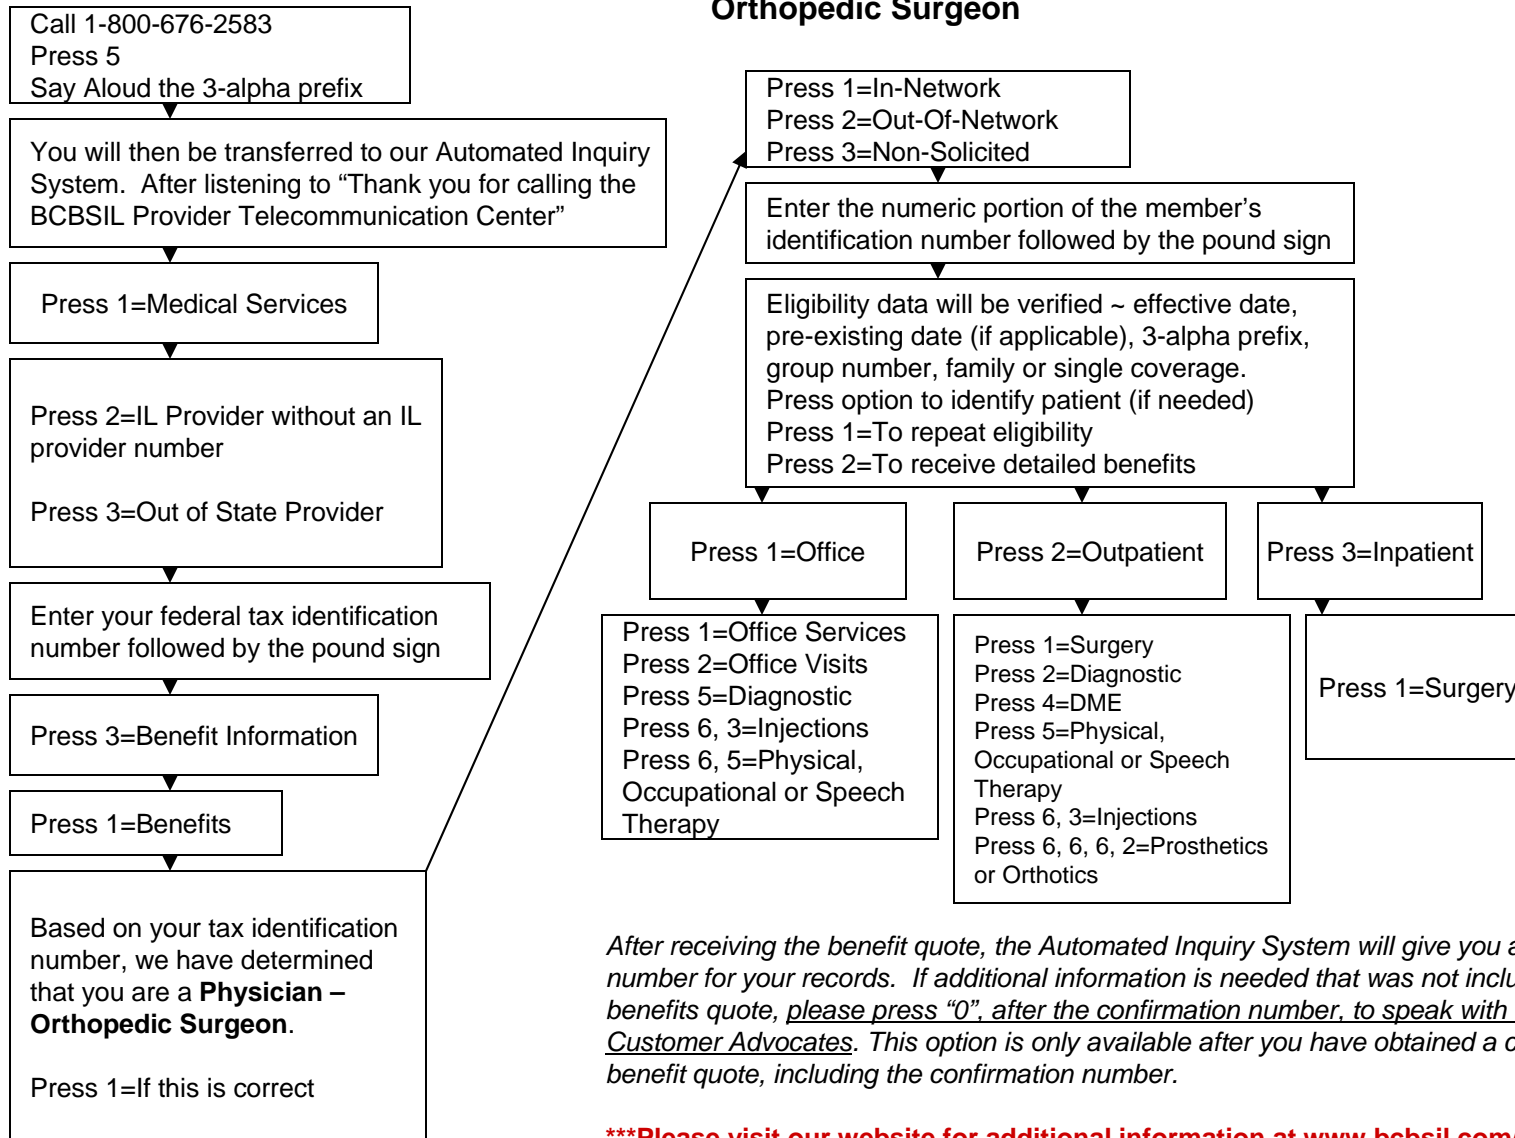 Orthopedic Surgeon
Call 1-800-676-2583
Press 5
Say Aloud the 3-alpha prefix
You will then be transferred to our Automated Inquiry
System.  After listening to “Thank you for calling the
BCBSIL Provider Telecommunication Center”
Press 1=Medical Services
Press 2=IL Provider without an IL
provider number
Press 3=Out of State Provider
Enter your federal tax identification
number followed by the pound sign
Press 3=Benefit Information
Press 1=Benefits
Based on your tax identification
number, we have determined
that you are a Physician –
Orthopedic Surgeon.
Press 1=If this is correct
Press 1=In-Network
Press 2=Out-Of-Network
Press 3=Non-Solicited
Enter the numeric portion of the member’s
identification number followed by the pound sign
Eligibility data will be verified ~ effective date,
pre-existing date (if applicable), 3-alpha prefix,
group number, family or single coverage.
Press option to identify patient (if needed)
Press 1=To repeat eligibility
Press 2=To receive detailed benefits
Press 1=Office
Press 2=Outpatient
Press 3=Inpatient
Press 1=Office Services
Press 2=Office Visits
Press 5=Diagnostic
Press 6, 3=Injections
Press 6, 5=Physical,
Occupational or Speech
Therapy
Press 1=Surgery
Press 2=Diagnostic
Press 4=DME
Press 5=Physical,
Occupational or Speech
Therapy
Press 6, 3=Injections
Press 6, 6, 6, 2=Prosthetics
or Orthotics
Press 1=Surgery
After receiving the benefit quote, the Automated Inquiry System will give you
number for your records.  If additional information is needed that was not
benefits quote, please press “0”, after the confirmation number, to speak with
Customer Advocates. This option is only available after you have obtained a
benefit quote, including the confirmation number.
***Please visit our website for additional information at www.bcbsil.com/